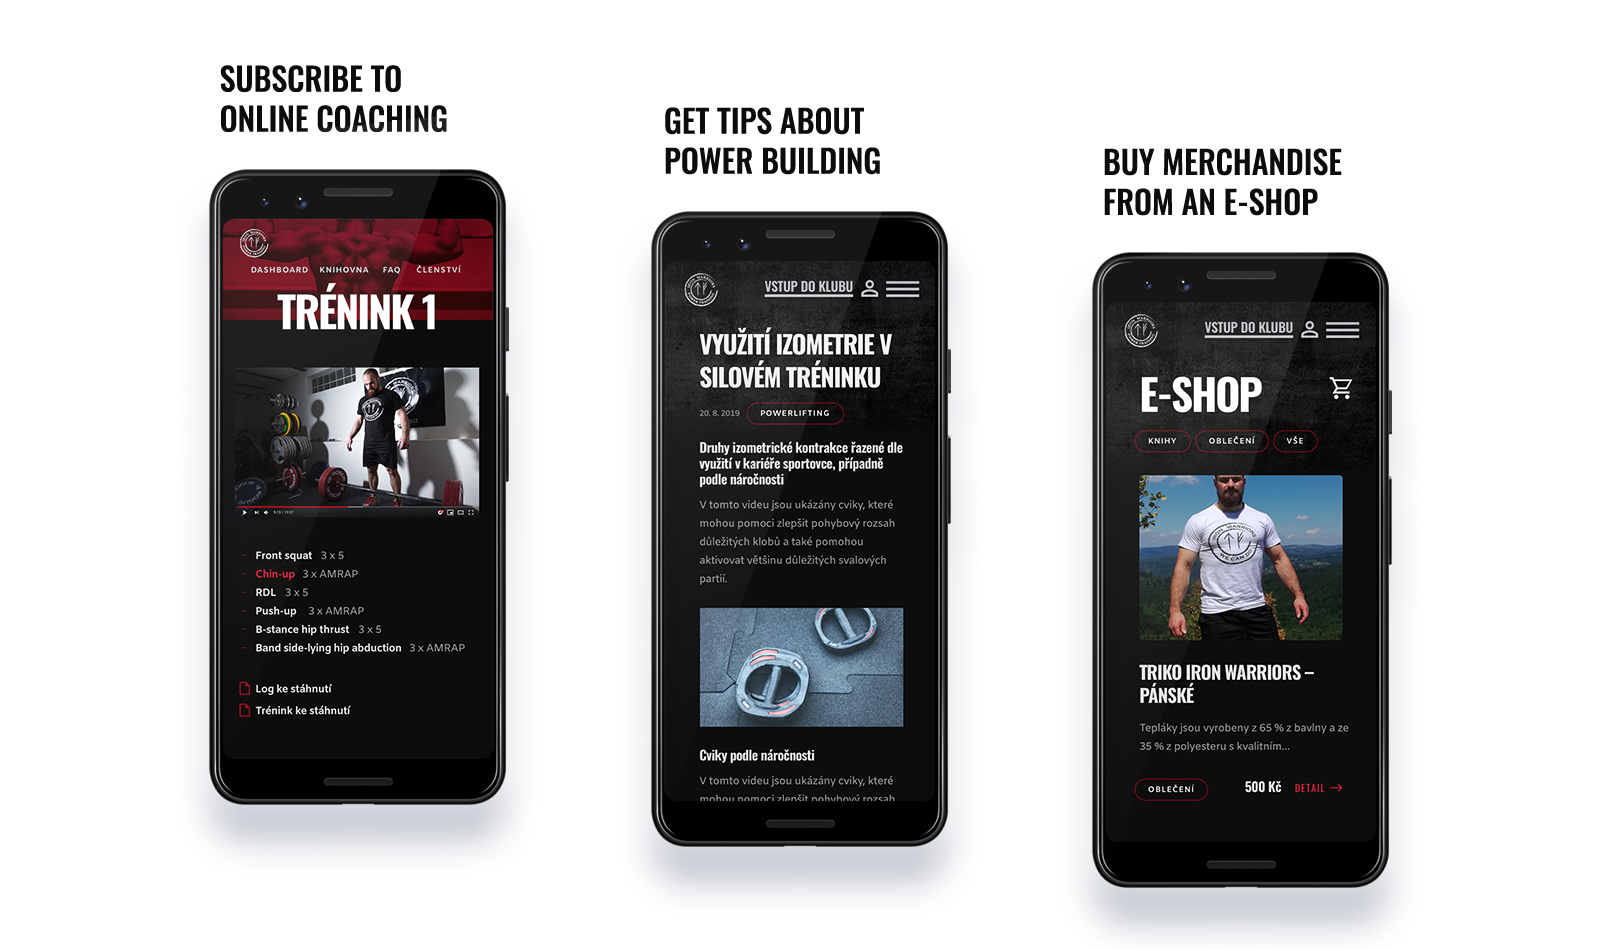 SUBSCRIBE TO
ONLINE COACHING
DASHBOARD KNIHOVNA FAQ ČLENSTVÍ
TRÉNINK 1
Front squat 3 x 5
Chin-up 3 x AMRAP
RDL 3 x 5
Push-up 3 x AMRAP
B-stance hip thrust 3 x 5
Band side-lying hip abduction 3 x AMRAP
Log ke stáhnutí
Trénink ke stáhnutí
GET TIPS ABOUT
POWER BUILDING
VSTUP DO KLUBU
VYUŽITÍ IZOMETRIE V
SILOVÉM TRÉNINKU
20. 8. 2019 POWERLIFTING
Druhy izometrické kontrakce řazené dle
využití v kariéře sportovce, případně
podle náročnosti
V tomto videu jsou ukázány cviky, které
mohou pomoci zlepšit pohybový rozsah
důležitých klobů a také pomohou
aktivovat většinu důležitých svalových
partií.
Cviky podle náročnosti
V tomto videu jsou ukázány cviky, které
mohou pomoci zlepšit pohybový rozsah
BUY MERCHANDISE
FROM AN E-SHOP
VSTUP DO KLUBU
E-SHOP
KNIHY OBLEČENÍ VŠE
IRON WARRIORS
WE CAN DO
TRIKO IRON WARRIORS –
PÁNSKÉ
Tepláky jsou vyrobeny z 65 % z bavlny a ze
35 % z polyesteru s kvalitním...
OBLEČENÍ 500 Kč DETAIL →